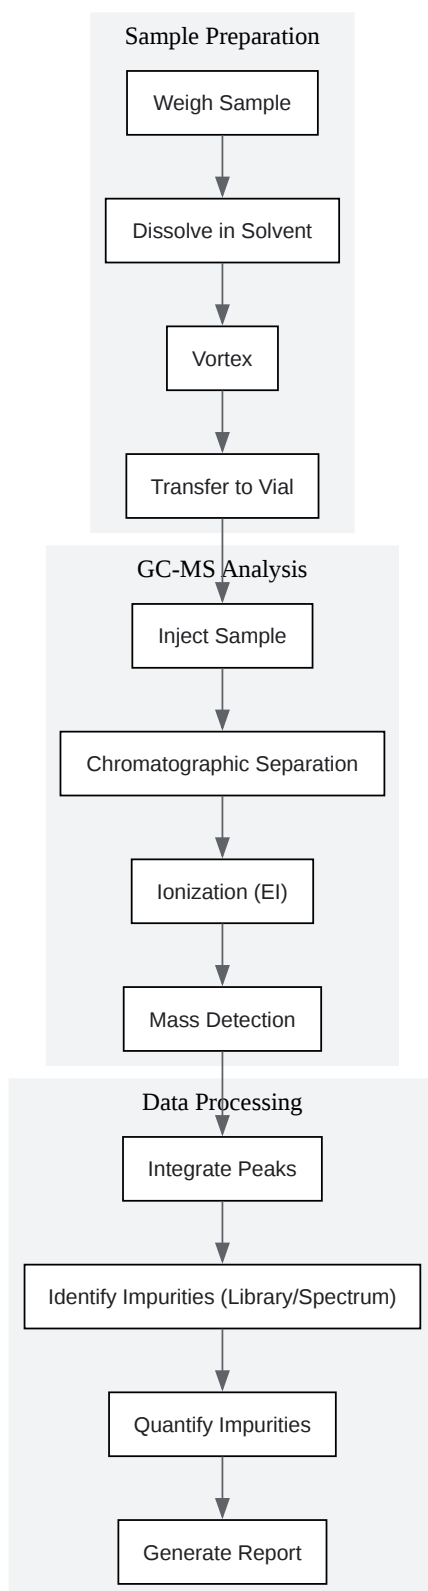 Sample Preparation
Weigh Sample
Dissolve in Solvent
Vortex
Transfer to Vial
GC-MS Analysis
Inject Sample
Chromatographic Separation
Ionization (EI)
Mass Detection
Data Processing
Integrate Peaks
Identify Impurities (Library/Spectrum)
Quantify Impurities
Generate Report